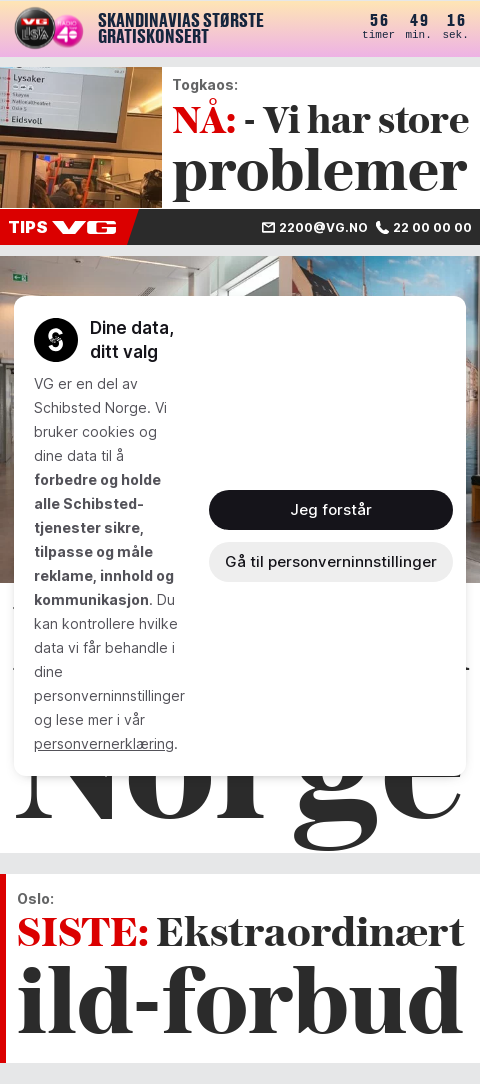 VG
RADIO
SKANDINAVIAS STØRSTE
GRATISKONSERT
56 49 16
timer min. sek.
Lysaker
Nationaltheatret
Oslo S
Eidsvoll
Togkaos:
NÅ: - Vi har store
problemer
TIPS VG
2200@VG.NO 22 00 00 00
Dine data,
ditt valg
VG er en del av
Schibsted Norge. Vi
bruker cookies og
dine data til å
forbedre og holde
alle Schibsted-
tjenester sikre,
tilpasse og måle
reklame, innhold og
kommunikasjon. Du
kan kontrollere hvilke
data vi får behandle i
dine
personverninnstillinger
og lese mer i vår
personvernerklæring.
Jeg forstår
Gå til personverninnstillinger
Norge
Oslo:
SISTE: Ekstraordinært
ild-forbud